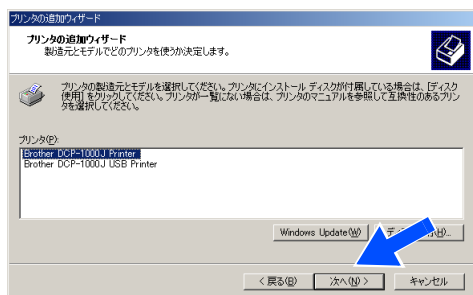 プリンタの追加ウィザード
プリンタの追加ウィザード
製造元とモデルでどのプリンタを使うか決定します。
プリンタの製造元とモデルを選択してください。プリンタにインストール ディスクが付属している場合は、[ディスク
使用] をクリックしてください。プリンタが一覧にない場合は、プリンタのマニュアルを参照して互換性のあるプリン
タを選択してください。
プリンタ(P):
Brother DCP-1000J Printer
Brother DCP-1000J USB Printer
Windows Update(W)
< 戻る(B)
次へ(N) >
キャンセル